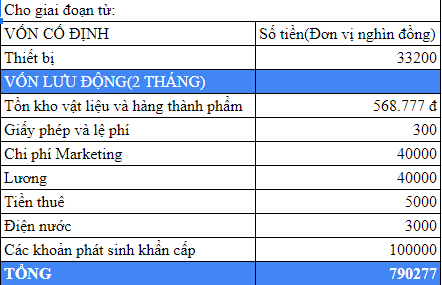 Cho giai đoạn từ:
VỐN CỐ ĐỊNH Số tiền(Đơn vị nghìn đồng)
Thiết bị 33200
VỐN LƯU ĐỘNG(2 THÁNG)
Tồn kho vật liệu và hàng thành phẩm 568.777 đ
Giấy phép và lệ phí 300
Chi phí Marketing 40000
Lương 40000
Tiền thuê 5000
Điện nước 3000
Các khoản phát sinh khẩn cấp 100000
TỔNG 790277